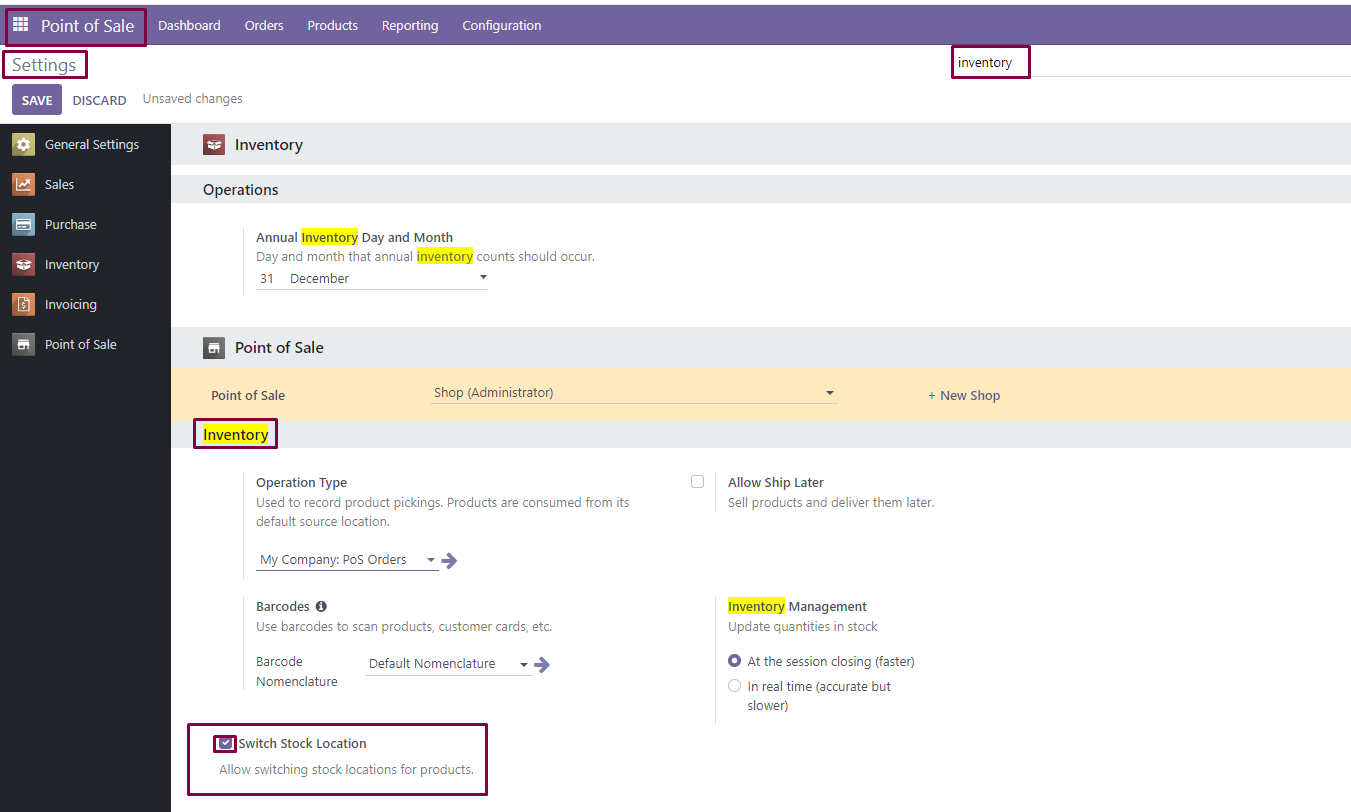 Point of Sale Dashboard Orders Products Reporting Configuration
Settings inventory
SAVE DISCARD Unsaved changes
General Settings
Sales
Purchase
Inventory
Invoicing
Point of Sale
Inventory
Operations
Annual Inventory Day and Month
Day and month that annual inventory counts should occur.
31 December
Point of Sale
Point of Sale Shop (Administrator) + New Shop
Inventory
Operation Type
Used to record product pickings. Products are consumed from its
default source location.
My Company: PoS Orders
Allow Ship Later
Sell products and deliver them later.
Barcodes
Use barcodes to scan products, customer cards, etc.
Barcode
Nomenclature
Default Nomenclature
Inventory Management
Update quantities in stock
At the session closing (faster)
In real time (accurate but
slower)
Switch Stock Location
Allow switching stock locations for products.